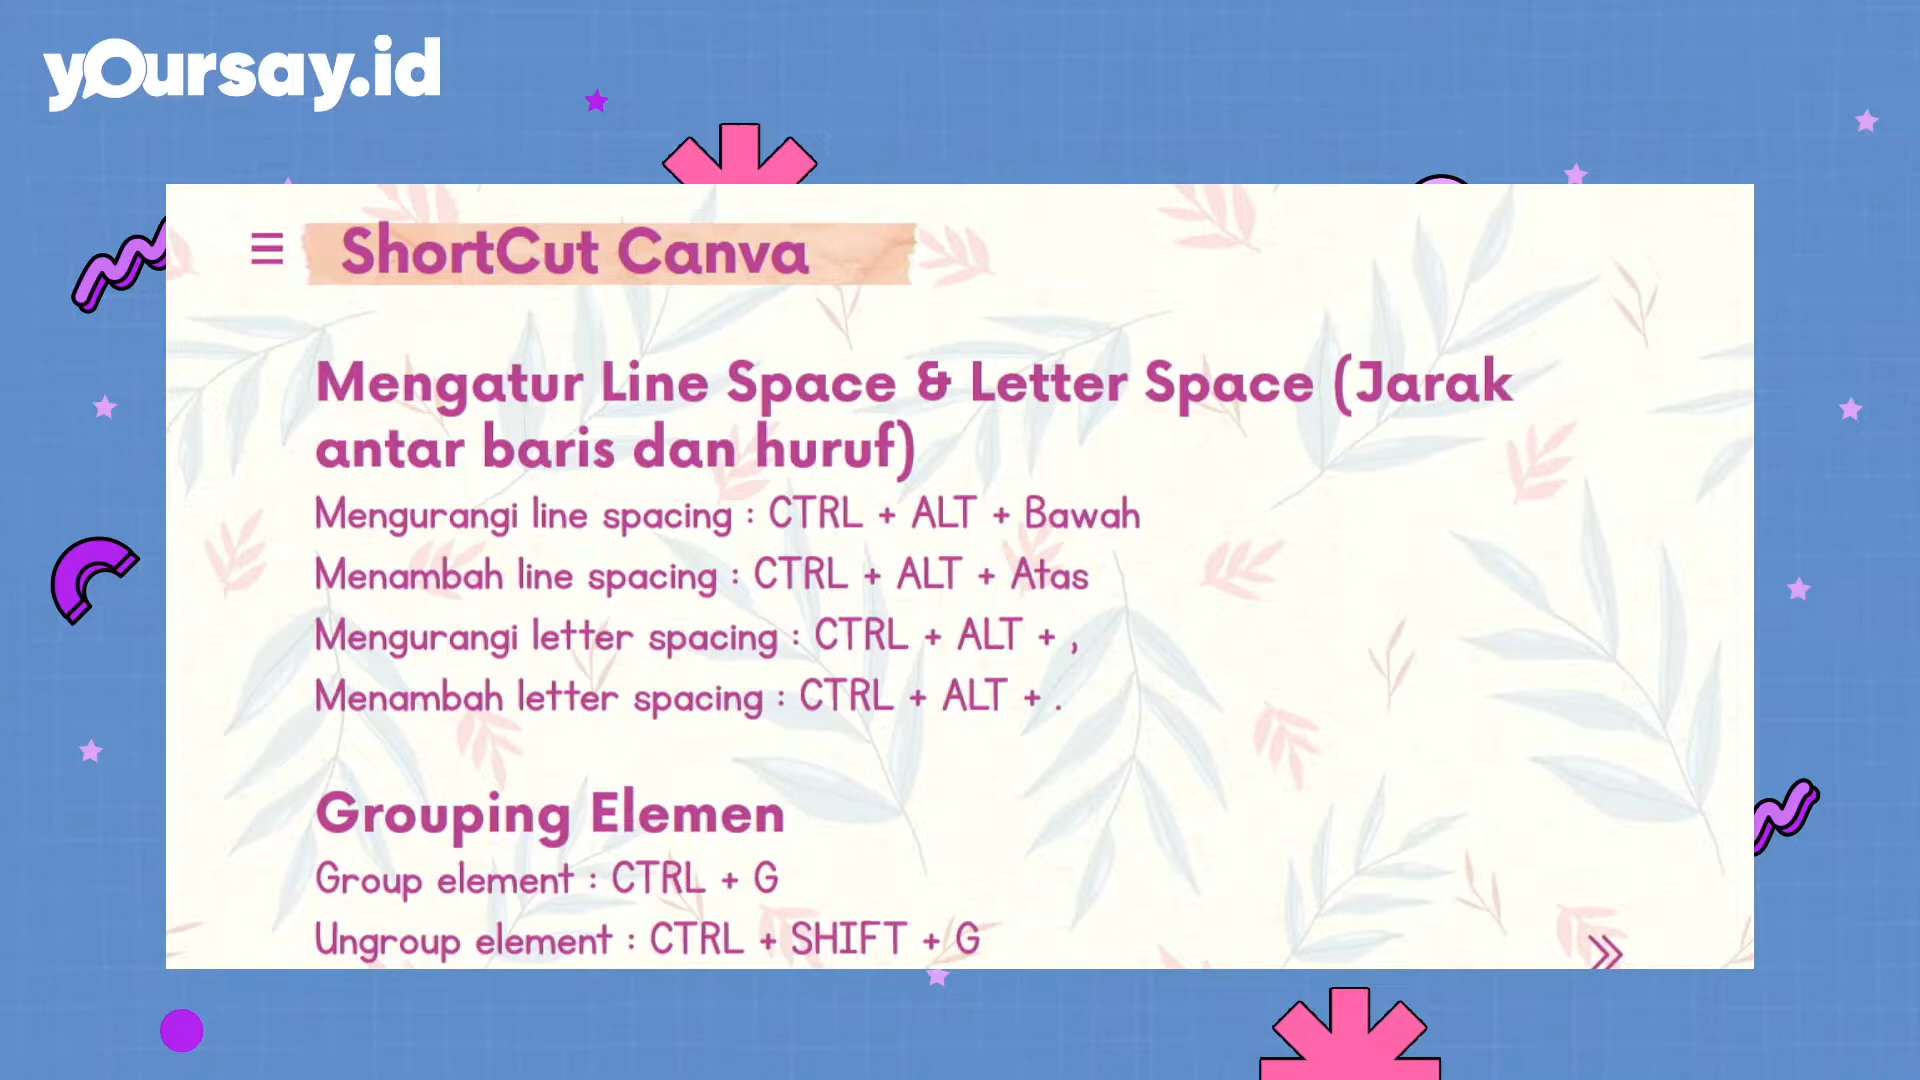 yoursay.id
ShortCut Canva
Mengatur Line Space & Letter Space (Jarak
antar baris dan huruf)
Mengurangi line spacing : CTRL + ALT + Bawah
Menambah line spacing : CTRL + ALT + Atas
Mengurangi letter spacing : CTRL + ALT + ,
Menambah letter spacing : CTRL + ALT + .
Grouping Elemen
Group element : CTRL + G
Ungroup element : CTRL + SHIFT + G